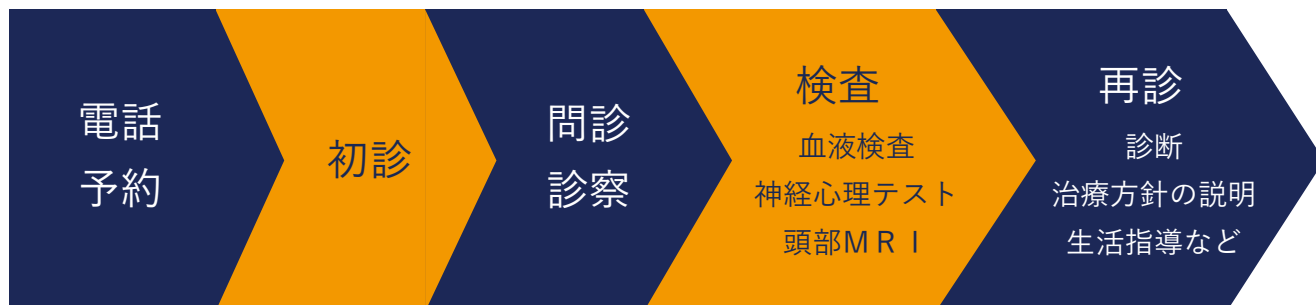 電話
予約
初診
問診
診察
検査
血液検査
神経心理テスト
頭部ＭＲＩ
再診
診断
治療方針の説明
生活指導など